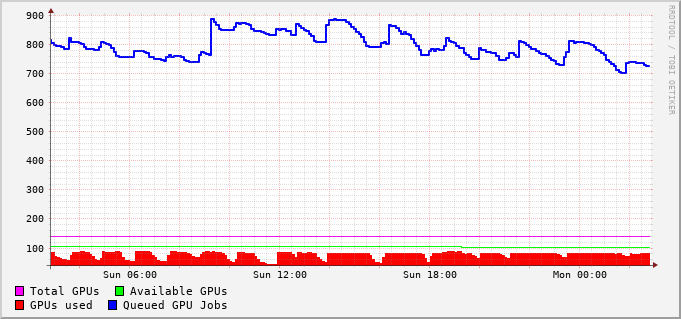 900
800
700
600
500
400
300
200
100
Sun 06:00 Sun 12:00 Sun 18:00 Mon 00:00
Total GPUs Available GPUs
GPUs used Queued GPU Jobs
RRDTOOL / TOBI OETIKER